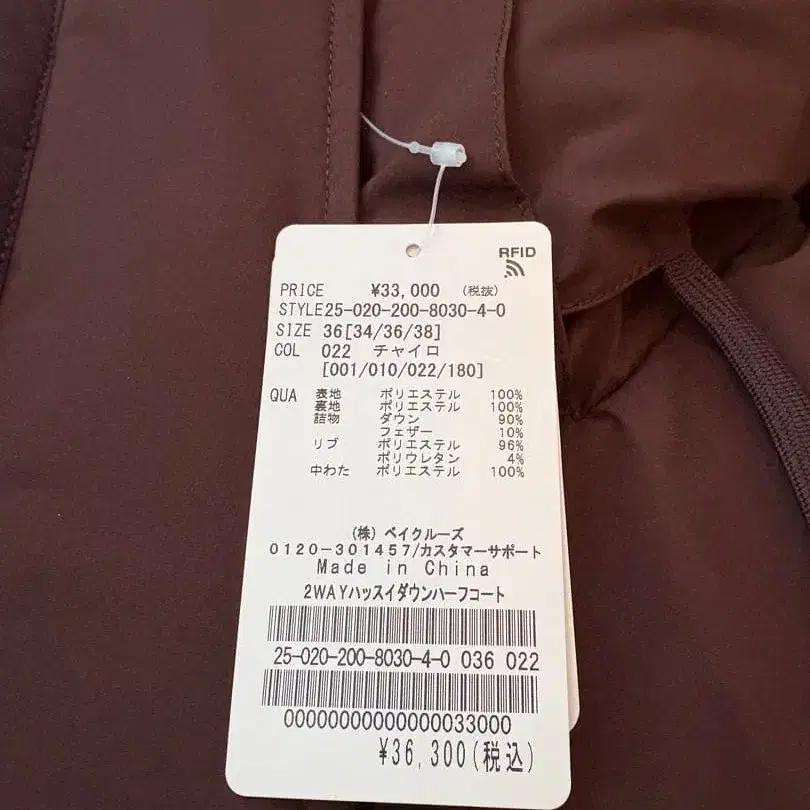 RFID
PRICE ¥33,000 (税抜)
STYLE25-020-200-8030-4-0
SIZE 36[34/36/38]
COL 022 チャイロ
[001/010/022/180]
QUA 表地 ポリエステル 100%
裏地 ポリエステル 100%
詰物 ダウン 90%
フェザー 10%
リブ ポリエステル 96%
ポリウレタン 4%
中わた ポリエステル 100%
(株) ベイクルーズ
0120-301457/カスタマーサポート
Made in China
2WAYハッスイダウンハーフコート
25-020-200-8030-4-0 036 022
00000000000000033000
¥36,300(税込)